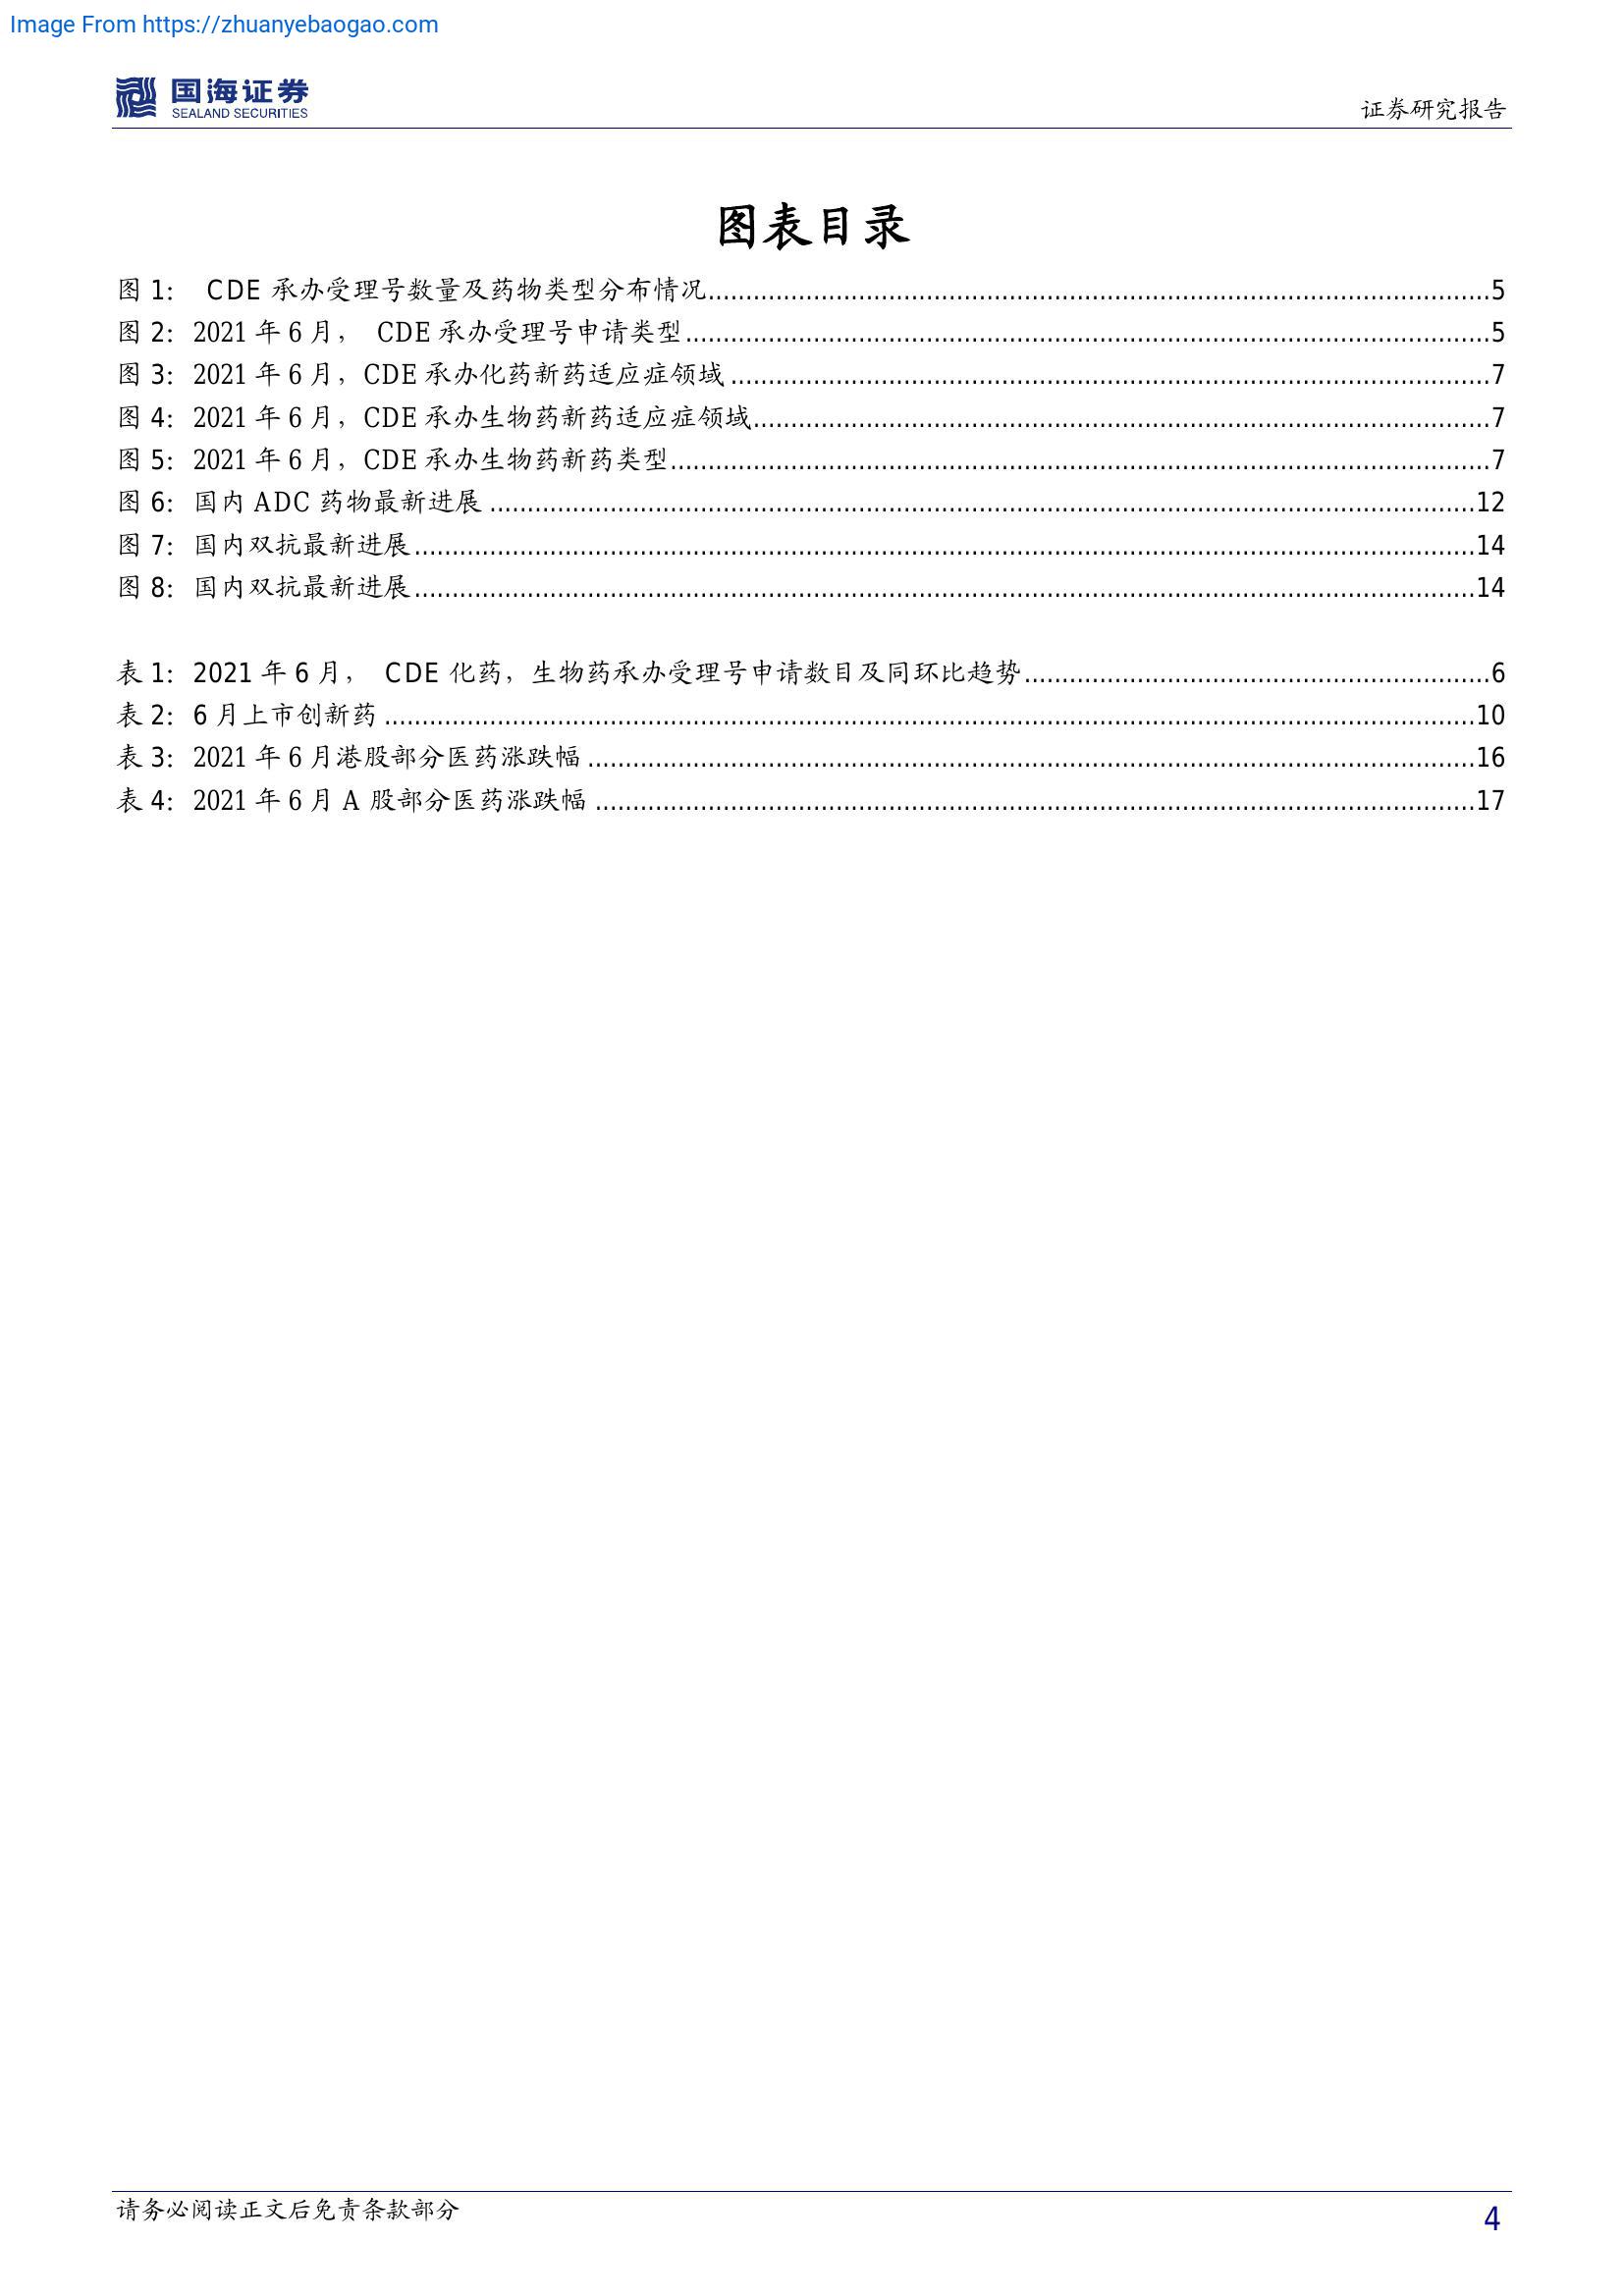 Image From https://zhuanyebaogao.com
国海证券
SEALAND SECURITIES
证券研究报告
图表目录
图 1: CDE 承办受理号数量及药物类型分布情况........................................5
图 2: 2021 年 6 月， CDE 承办受理号申请类型........................................5
图 3: 2021 年 6 月，CDE 承办化药新药适应症领域........................................7
图 4: 2021 年 6 月，CDE 承办生物药新药适应症领域........................................7
图 5: 2021 年 6 月，CDE 承办生物药新药类型........................................7
图 6: 国内 ADC 药物最新进展........................................12
图 7: 国内双抗最新进展........................................14
图 8: 国内双抗最新进展........................................14
表 1: 2021 年 6 月， CDE 化药，生物药承办受理号申请数目及同环比趋势........................................6
表 2: 6 月上市创新药........................................10
表 3: 2021 年 6 月港股部分医药涨跌幅........................................16
表 4: 2021 年 6 月 A 股部分医药涨跌幅........................................17
请务必阅读正文后免责条款部分
4